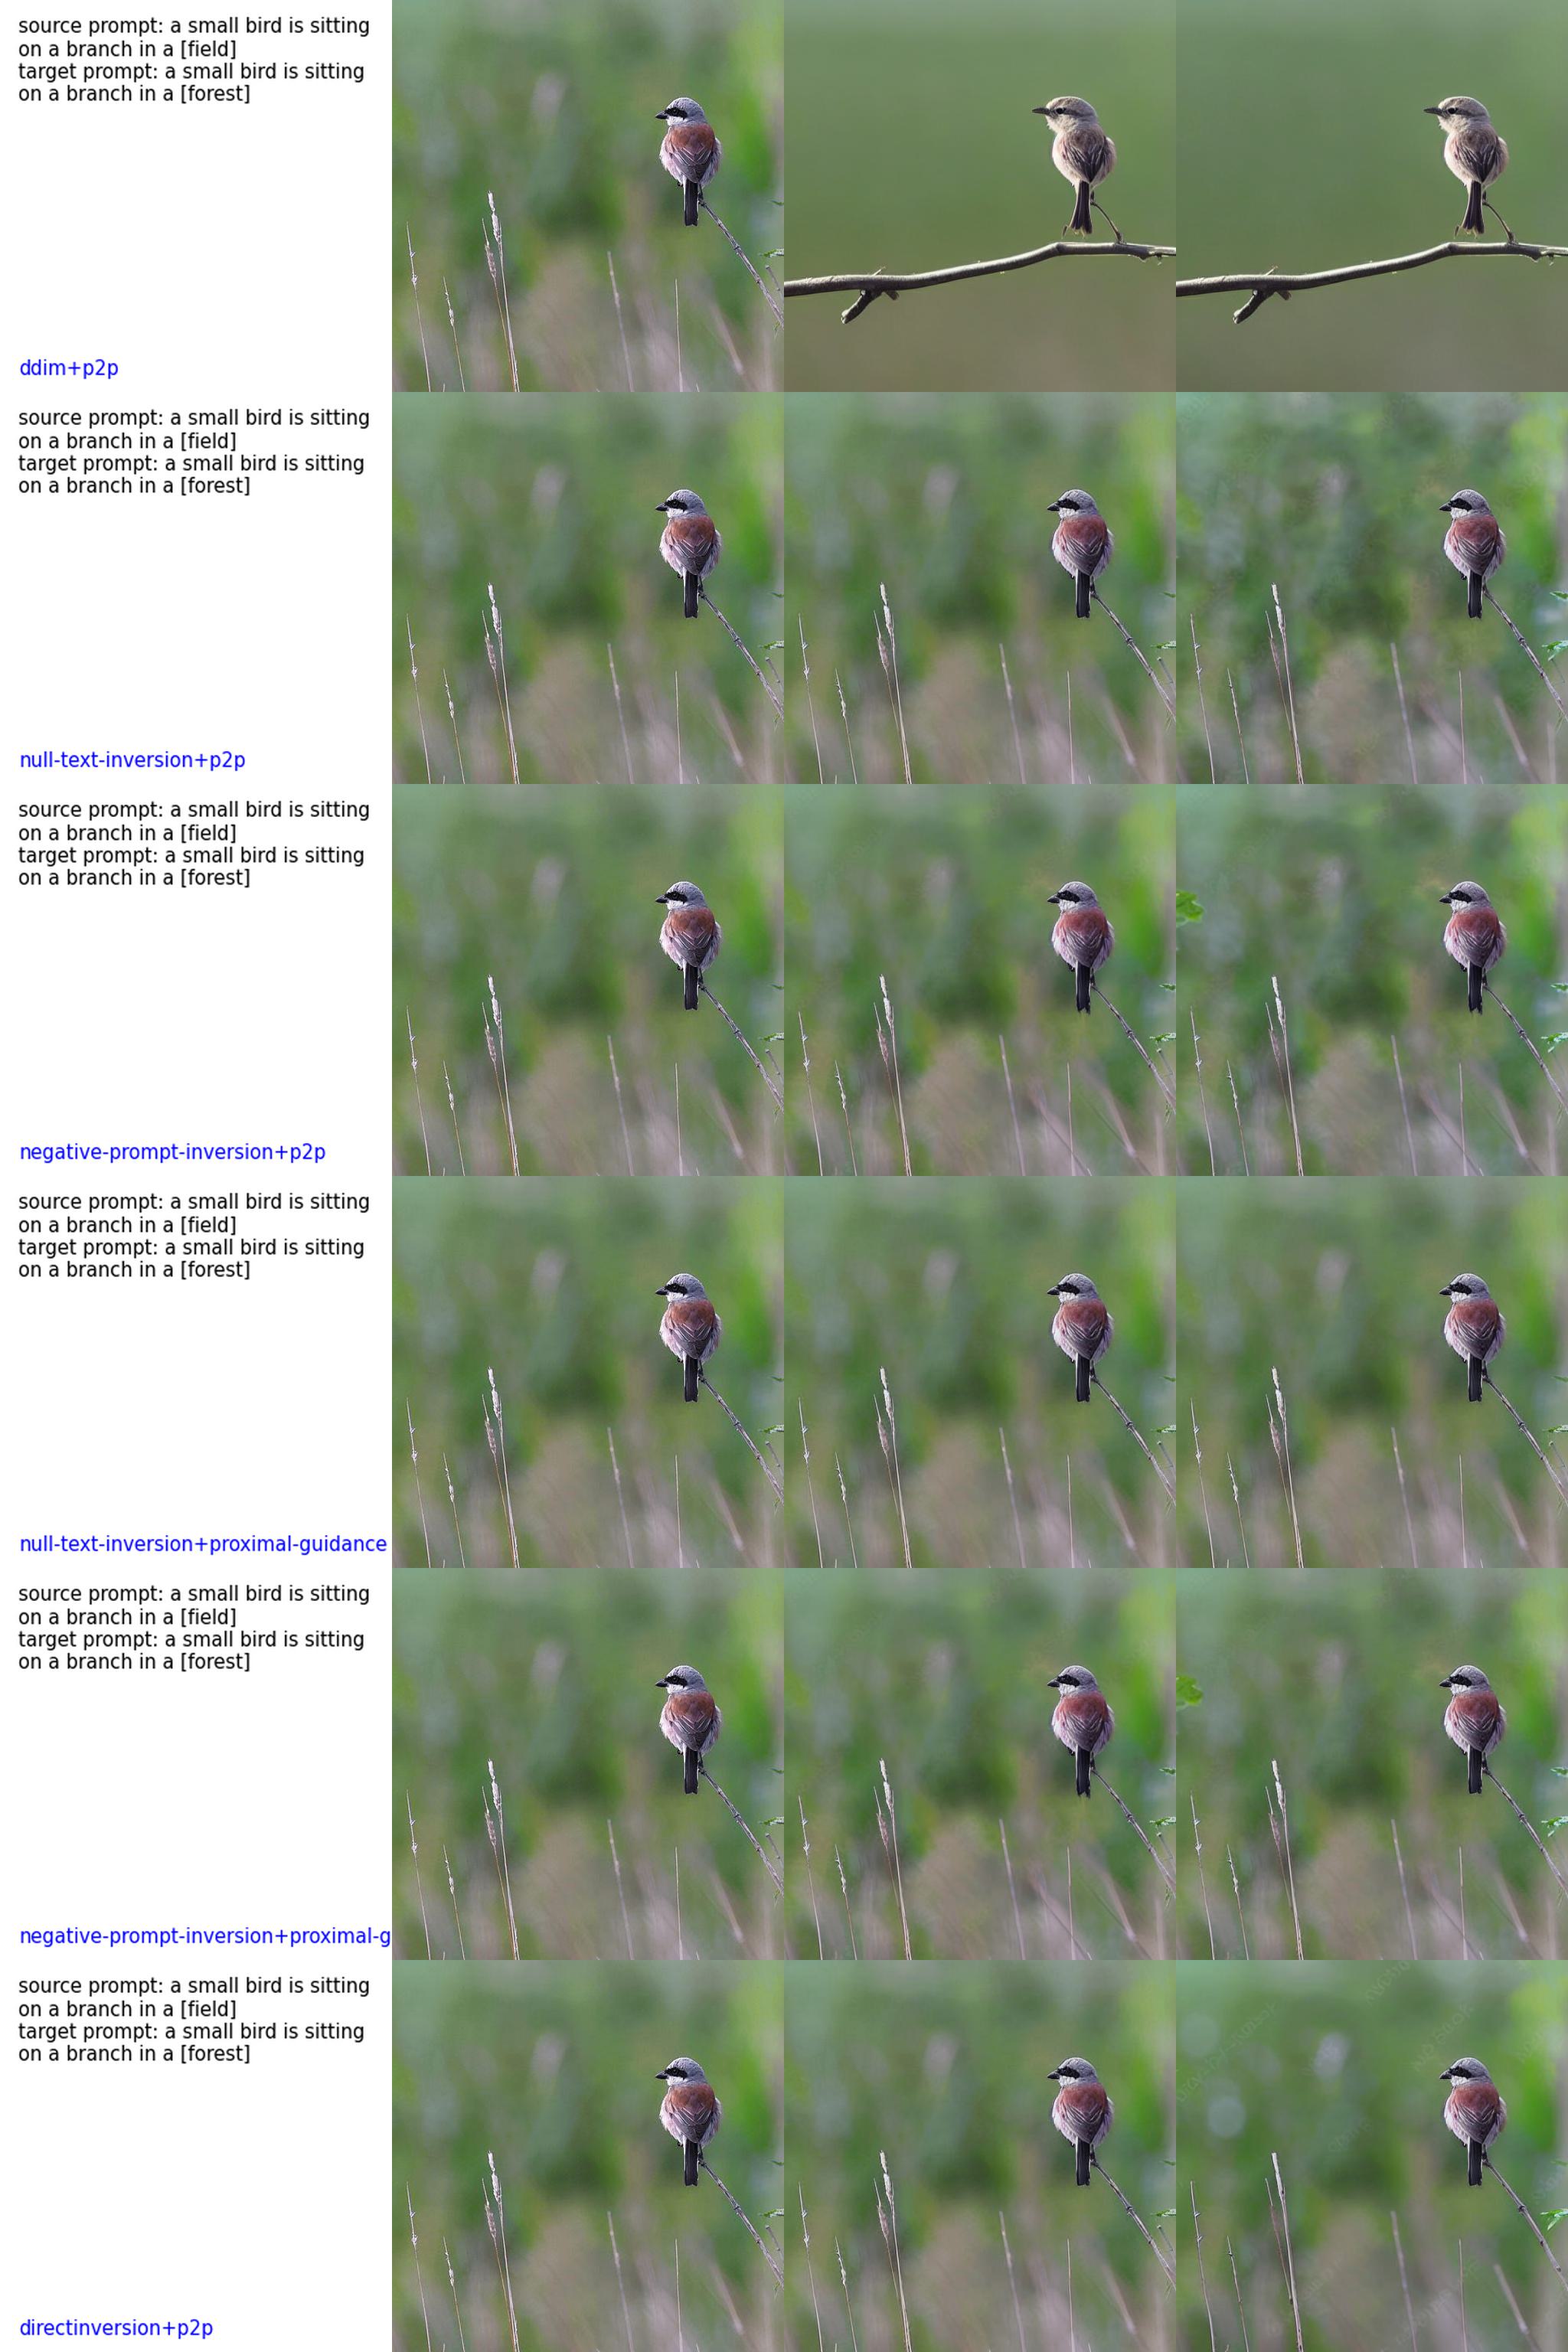 source prompt: a small bird is sitting
on a branch in a [field]
target prompt: a small bird is sitting
on a branch in a [forest]
ddim+p2p
source prompt: a small bird is sitting
on a branch in a [field]
target prompt: a small bird is sitting
on a branch in a [forest]
null-text-inversion+p2p
source prompt: a small bird is sitting
on a branch in a [field]
target prompt: a small bird is sitting
on a branch in a [forest]
negative-prompt-inversion+p2p
source prompt: a small bird is sitting
on a branch in a [field]
target prompt: a small bird is sitting
on a branch in a [forest]
null-text-inversion+proximal-guidance
source prompt: a small bird is sitting
on a branch in a [field]
target prompt: a small bird is sitting
on a branch in a [forest]
negative-prompt-inversion+proximal-g
source prompt: a small bird is sitting
on a branch in a [field]
target prompt: a small bird is sitting
on a branch in a [forest]
directinversion+p2p